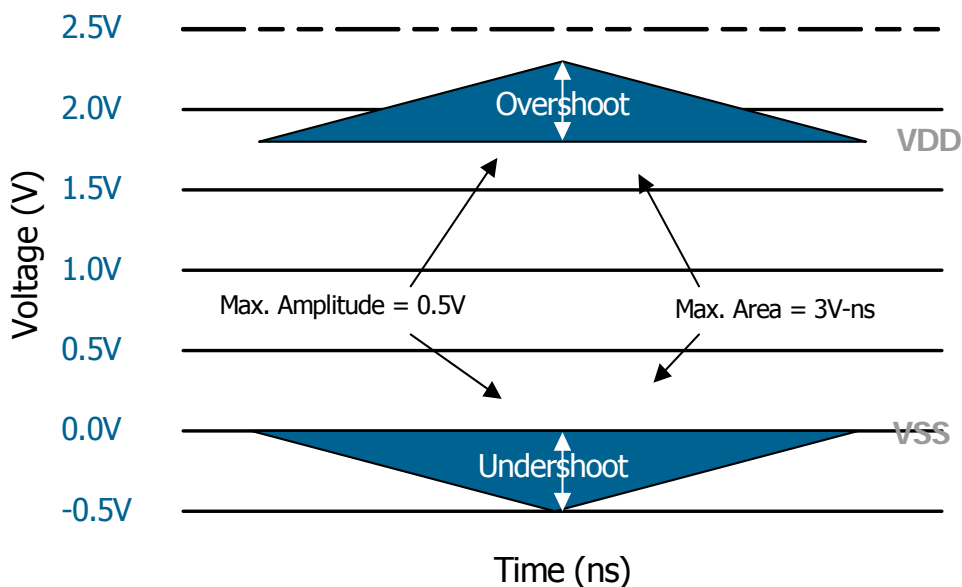 2.5V
Overshoot
2.0V
VDD
1.5V
1.0V
Max. Amplitude = 0.5V
Max. Area = 3V-ns
0.5V
0.0V
VSS
Undershoot
-0.5V
Voltage (V)
Time (ns)